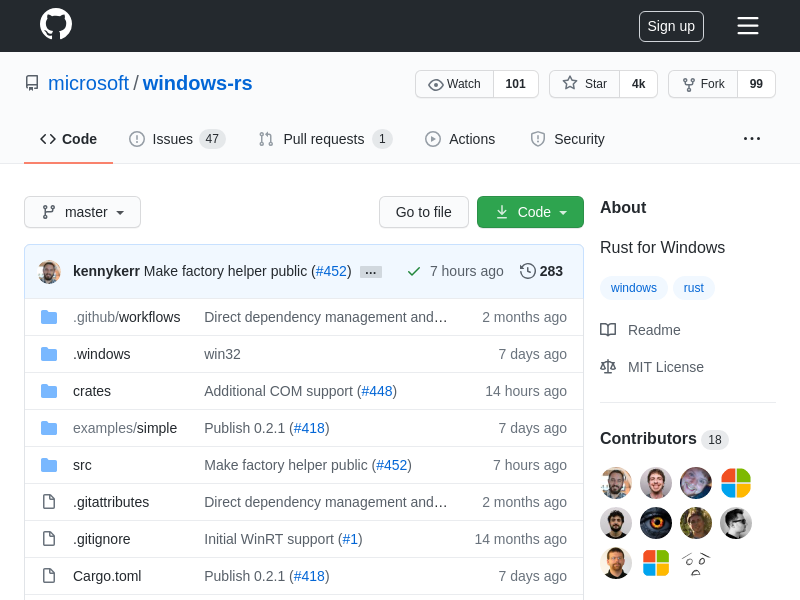 Sign up
microsoft / windows-rs
Watch 101
Star 4k
Fork 99
Code
Issues 47
Pull requests 1
Actions
Security
master
Go to file
Code
kennykerr Make factory helper public (#452) 7 hours ago 283
.github/workflows Direct dependency management and… 2 months ago
.windows win32 7 days ago
crates Additional COM support (#448) 14 hours ago
examples/simple Publish 0.2.1 (#418) 7 days ago
src Make factory helper public (#452) 7 hours ago
.gitattributes Direct dependency management and… 2 months ago
.gitignore Initial WinRT support (#1) 14 months ago
Cargo.toml Publish 0.2.1 (#418) 7 days ago
About
Rust for Windows
windows rust
Readme
MIT License
Contributors 18